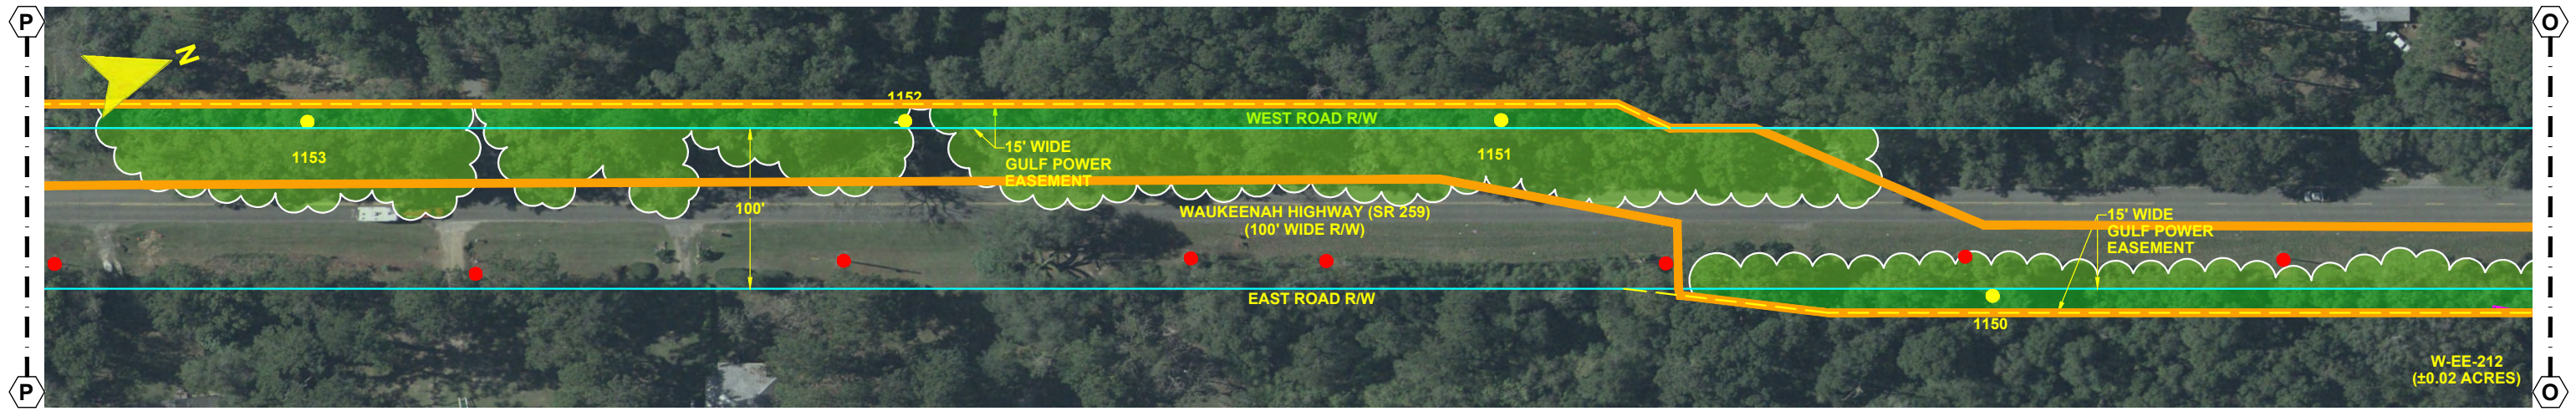 P
O
N
1152
WEST ROAD R/W
15' WIDE
GULF POWER
EASEMENT
1153
1151
100'
WAUKEENAH HIGHWAY (SR 259)
(100' WIDE R/W)
15' WIDE
GULF POWER
EASEMENT
EAST ROAD R/W
1150
W-EE-212
(±0.02 ACRES)
P
O